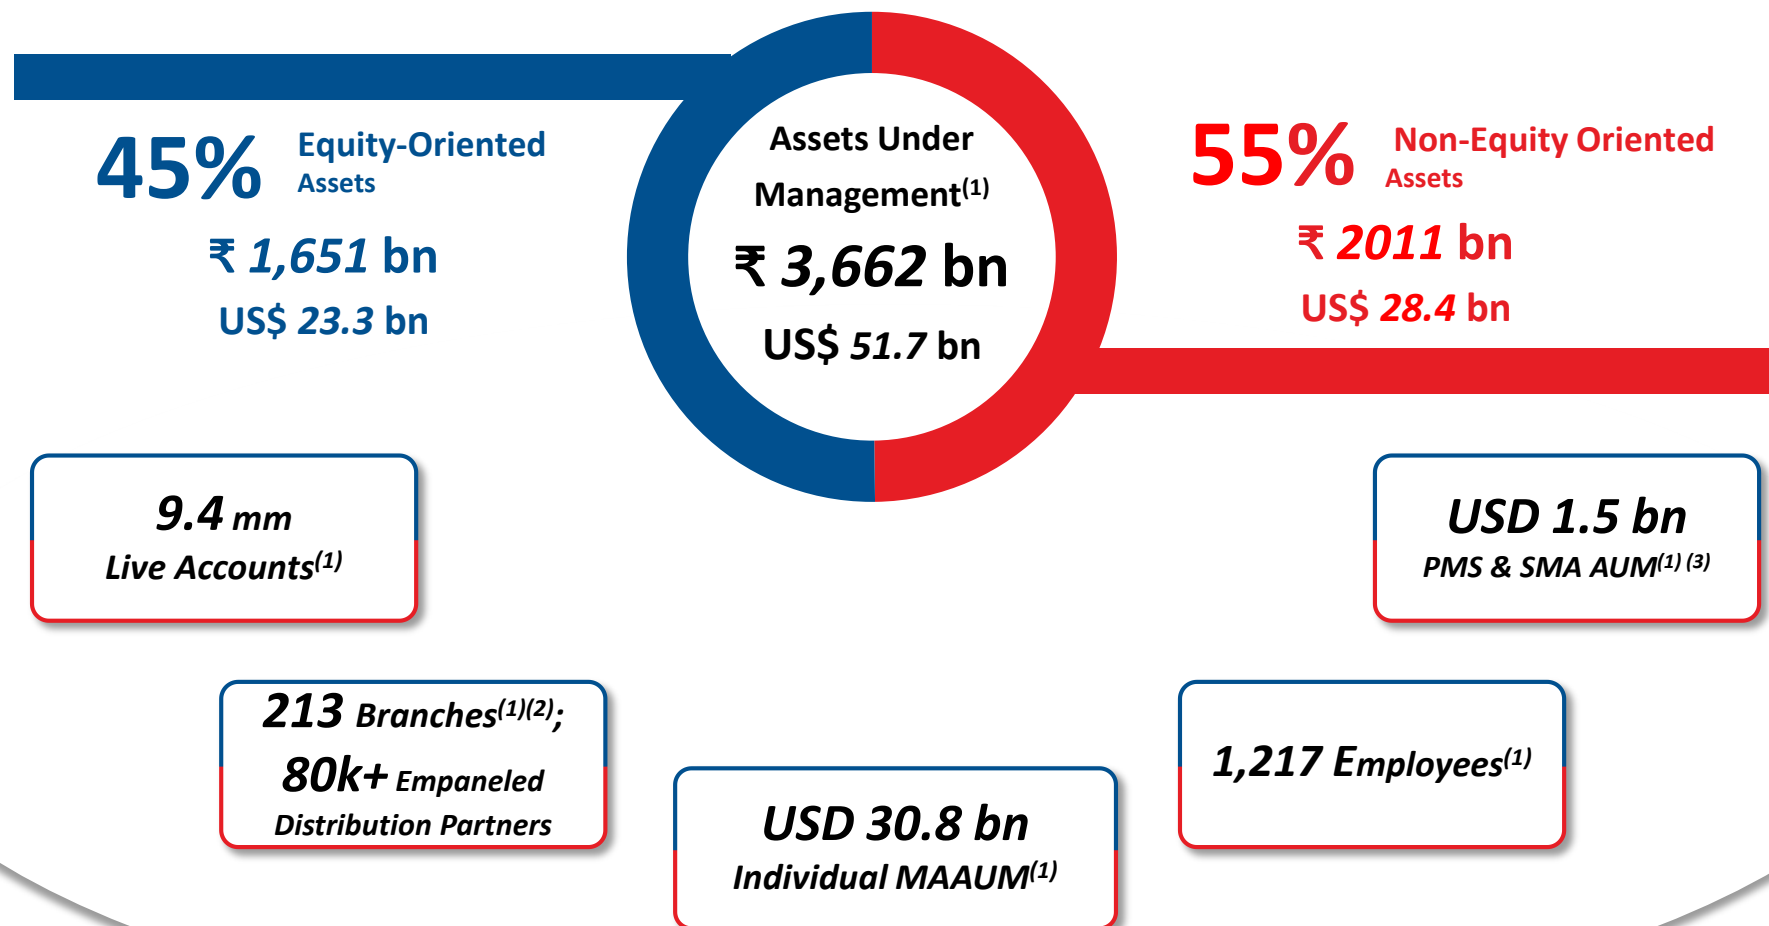 45% Equity-Oriented
Assets
₹ 1,651 bn
US$ 23.3 bn
Assets Under
Management(1)
₹ 3,662 bn
US$ 51.7 bn
55% Non-Equity Oriented
Assets
₹ 2011 bn
US$ 28.4 bn
9.4 mm
Live Accounts(1)
USD 1.5 bn
PMS & SMA AUM(1) (3)
213 Branches(1)(2);
80k+ Empaneled
Distribution Partners
1,217 Employees(1)
USD 30.8 bn
Individual MAAUM(1)